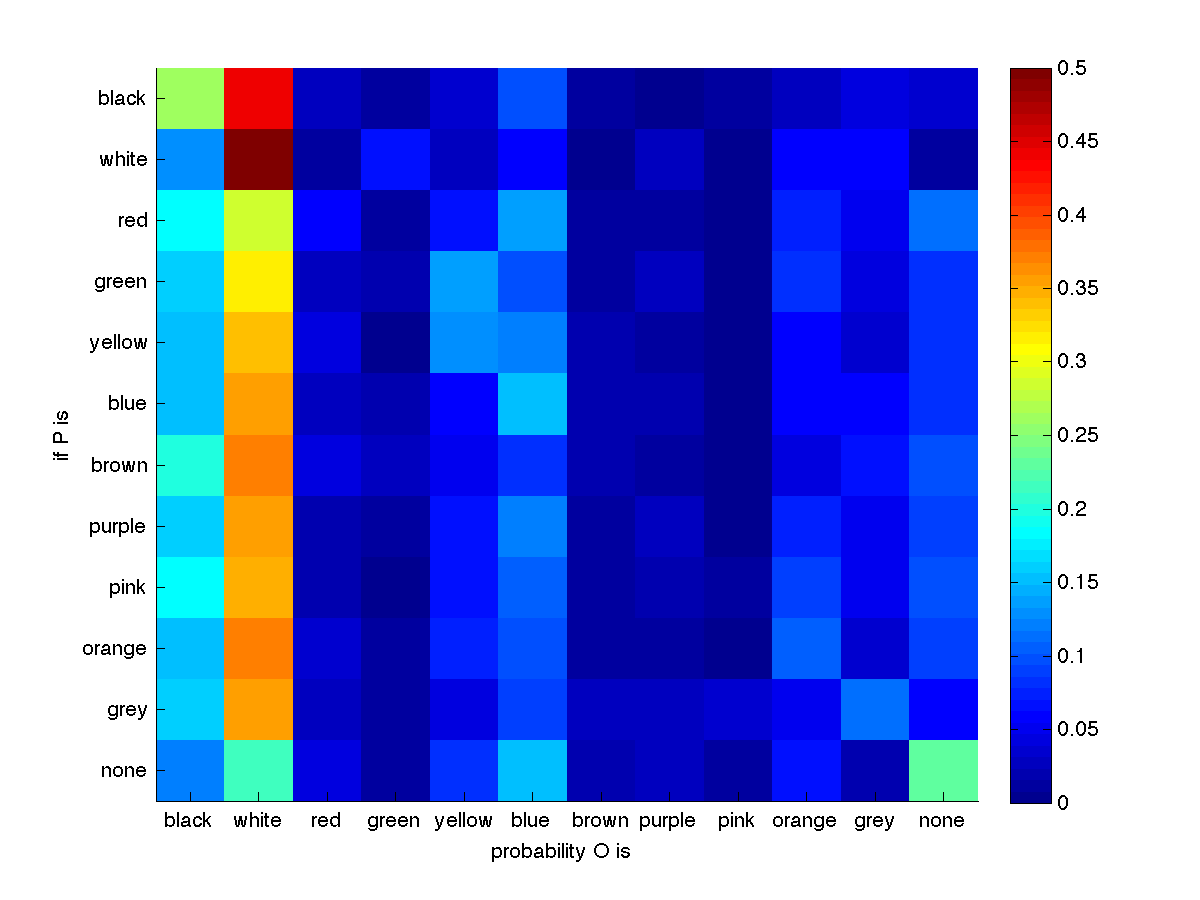 if P is
black
white
red
green
yellow
blue
brown
purple
pink
orange
grey
none
black white red green yellow blue brown purple pink orange grey none
probability O is
0.5
0.45
0.4
0.35
0.3
0.25
0.2
0.15
0.1
0.05
0